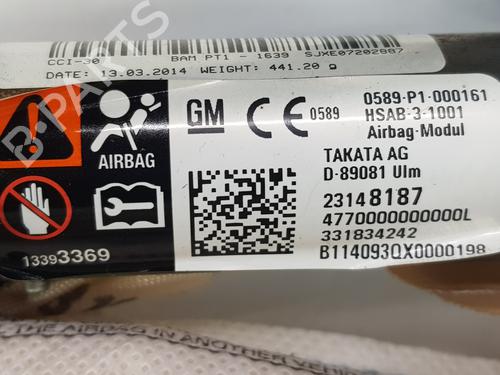 CCI-30 BAM PT1 - 1639 SJXE07202887
DATE: 13.03.2014 WEIGHT: 441.20 g
AIRBAG
13393369
GM CE 0589
0589-P1-000161
HSAB-3-1001
Airbag-Modul
TAKATA AG
D-89081 Ulm
23148187
4770000000000L
331834242
B114093QX0000198
THE AIRBAG IN ANOTHER VEHICLE
B-PARTS